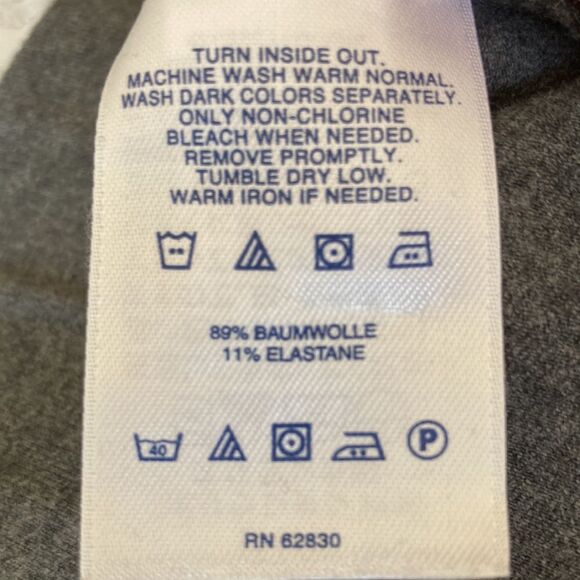 TURN INSIDE OUT.
MACHINE WASH WARM NORMAL.
WASH DARK COLORS SEPARATELY.
ONLY NON-CHLORINE
BLEACH WHEN NEEDED.
REMOVE PROMPTLY.
TUMBLE DRY LOW.
WARM IRON IF NEEDED.
89% BAUMWOLLE
11% ELASTANE
40 P
RN 62830